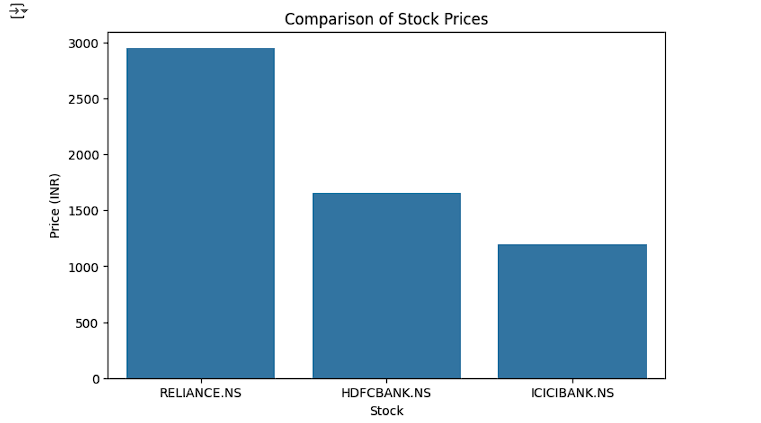 Comparison of Stock Prices
3000
2500
2000
1500
1000
500
0
Price (INR)
RELIANCE.NS HDFCBANK.NS ICICIBANK.NS
Stock